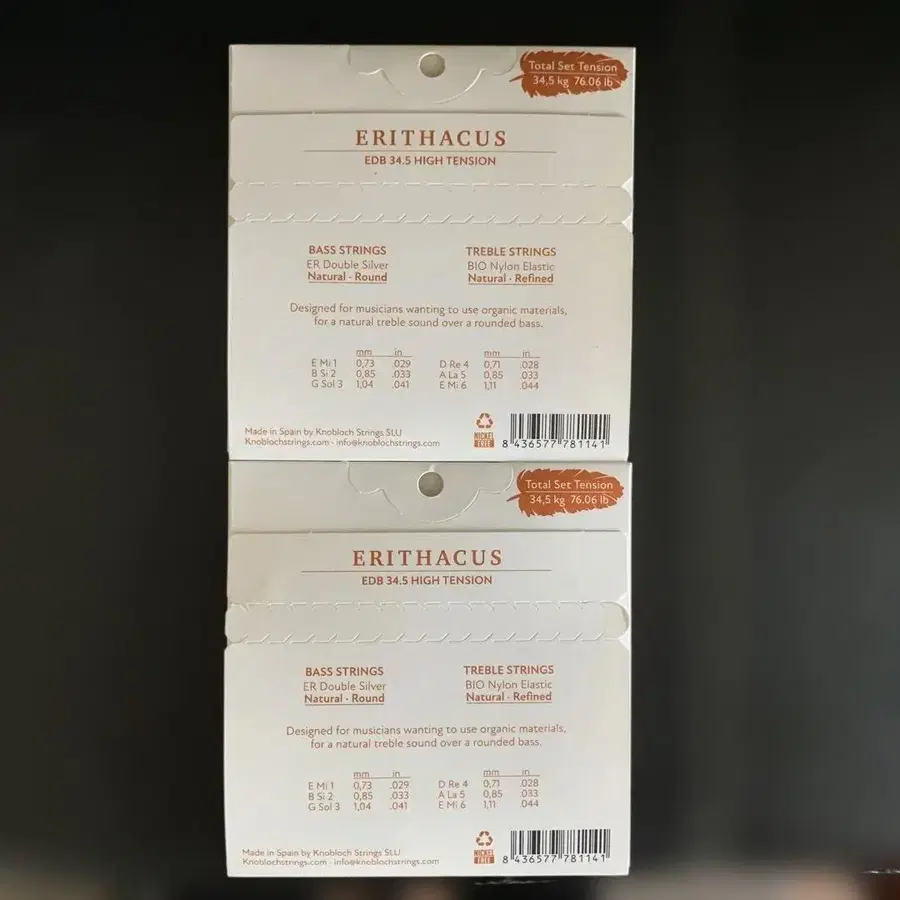 Total Set Tension
34,5 kg 76.06 lb
ERITHACUS
EDB 34.5 HIGH TENSION
BASS STRINGS
ER Double Silver
Natural - Round
TREBLE STRINGS
BIO Nylon Elastic
Natural - Refined
Designed for musicians wanting to use organic materials,
for a natural treble sound over a rounded bass.
mm in
E Mi 1 0,73 .029
B Si 2 0,85 .033
G Sol 3 1,04 .041
mm in
D Re 4 0,71 .028
A La 5 0,85 .033
E Mi 6 1,11 .044
Made in Spain by Knobloch Strings SLU
Knoblochstrings.com - info@knoblochstrings.com
NICKEL
FREE
8 436577 781141
Total Set Tension
34,5 kg 76.06 lb
ERITHACUS
EDB 34.5 HIGH TENSION
BASS STRINGS
ER Double Silver
Natural - Round
TREBLE STRINGS
BIO Nylon Elastic
Natural - Refined
Designed for musicians wanting to use organic materials,
for a natural treble sound over a rounded bass.
mm in
E Mi 1 0,73 .029
B Si 2 0,85 .033
G Sol 3 1,04 .041
mm in
D Re 4 0,71 .028
A La 5 0,85 .033
E Mi 6 1,11 .044
Made in Spain by Knobloch Strings SLU
Knoblochstrings.com - info@knoblochstrings.com
NICKEL
FREE
8 436577 781141